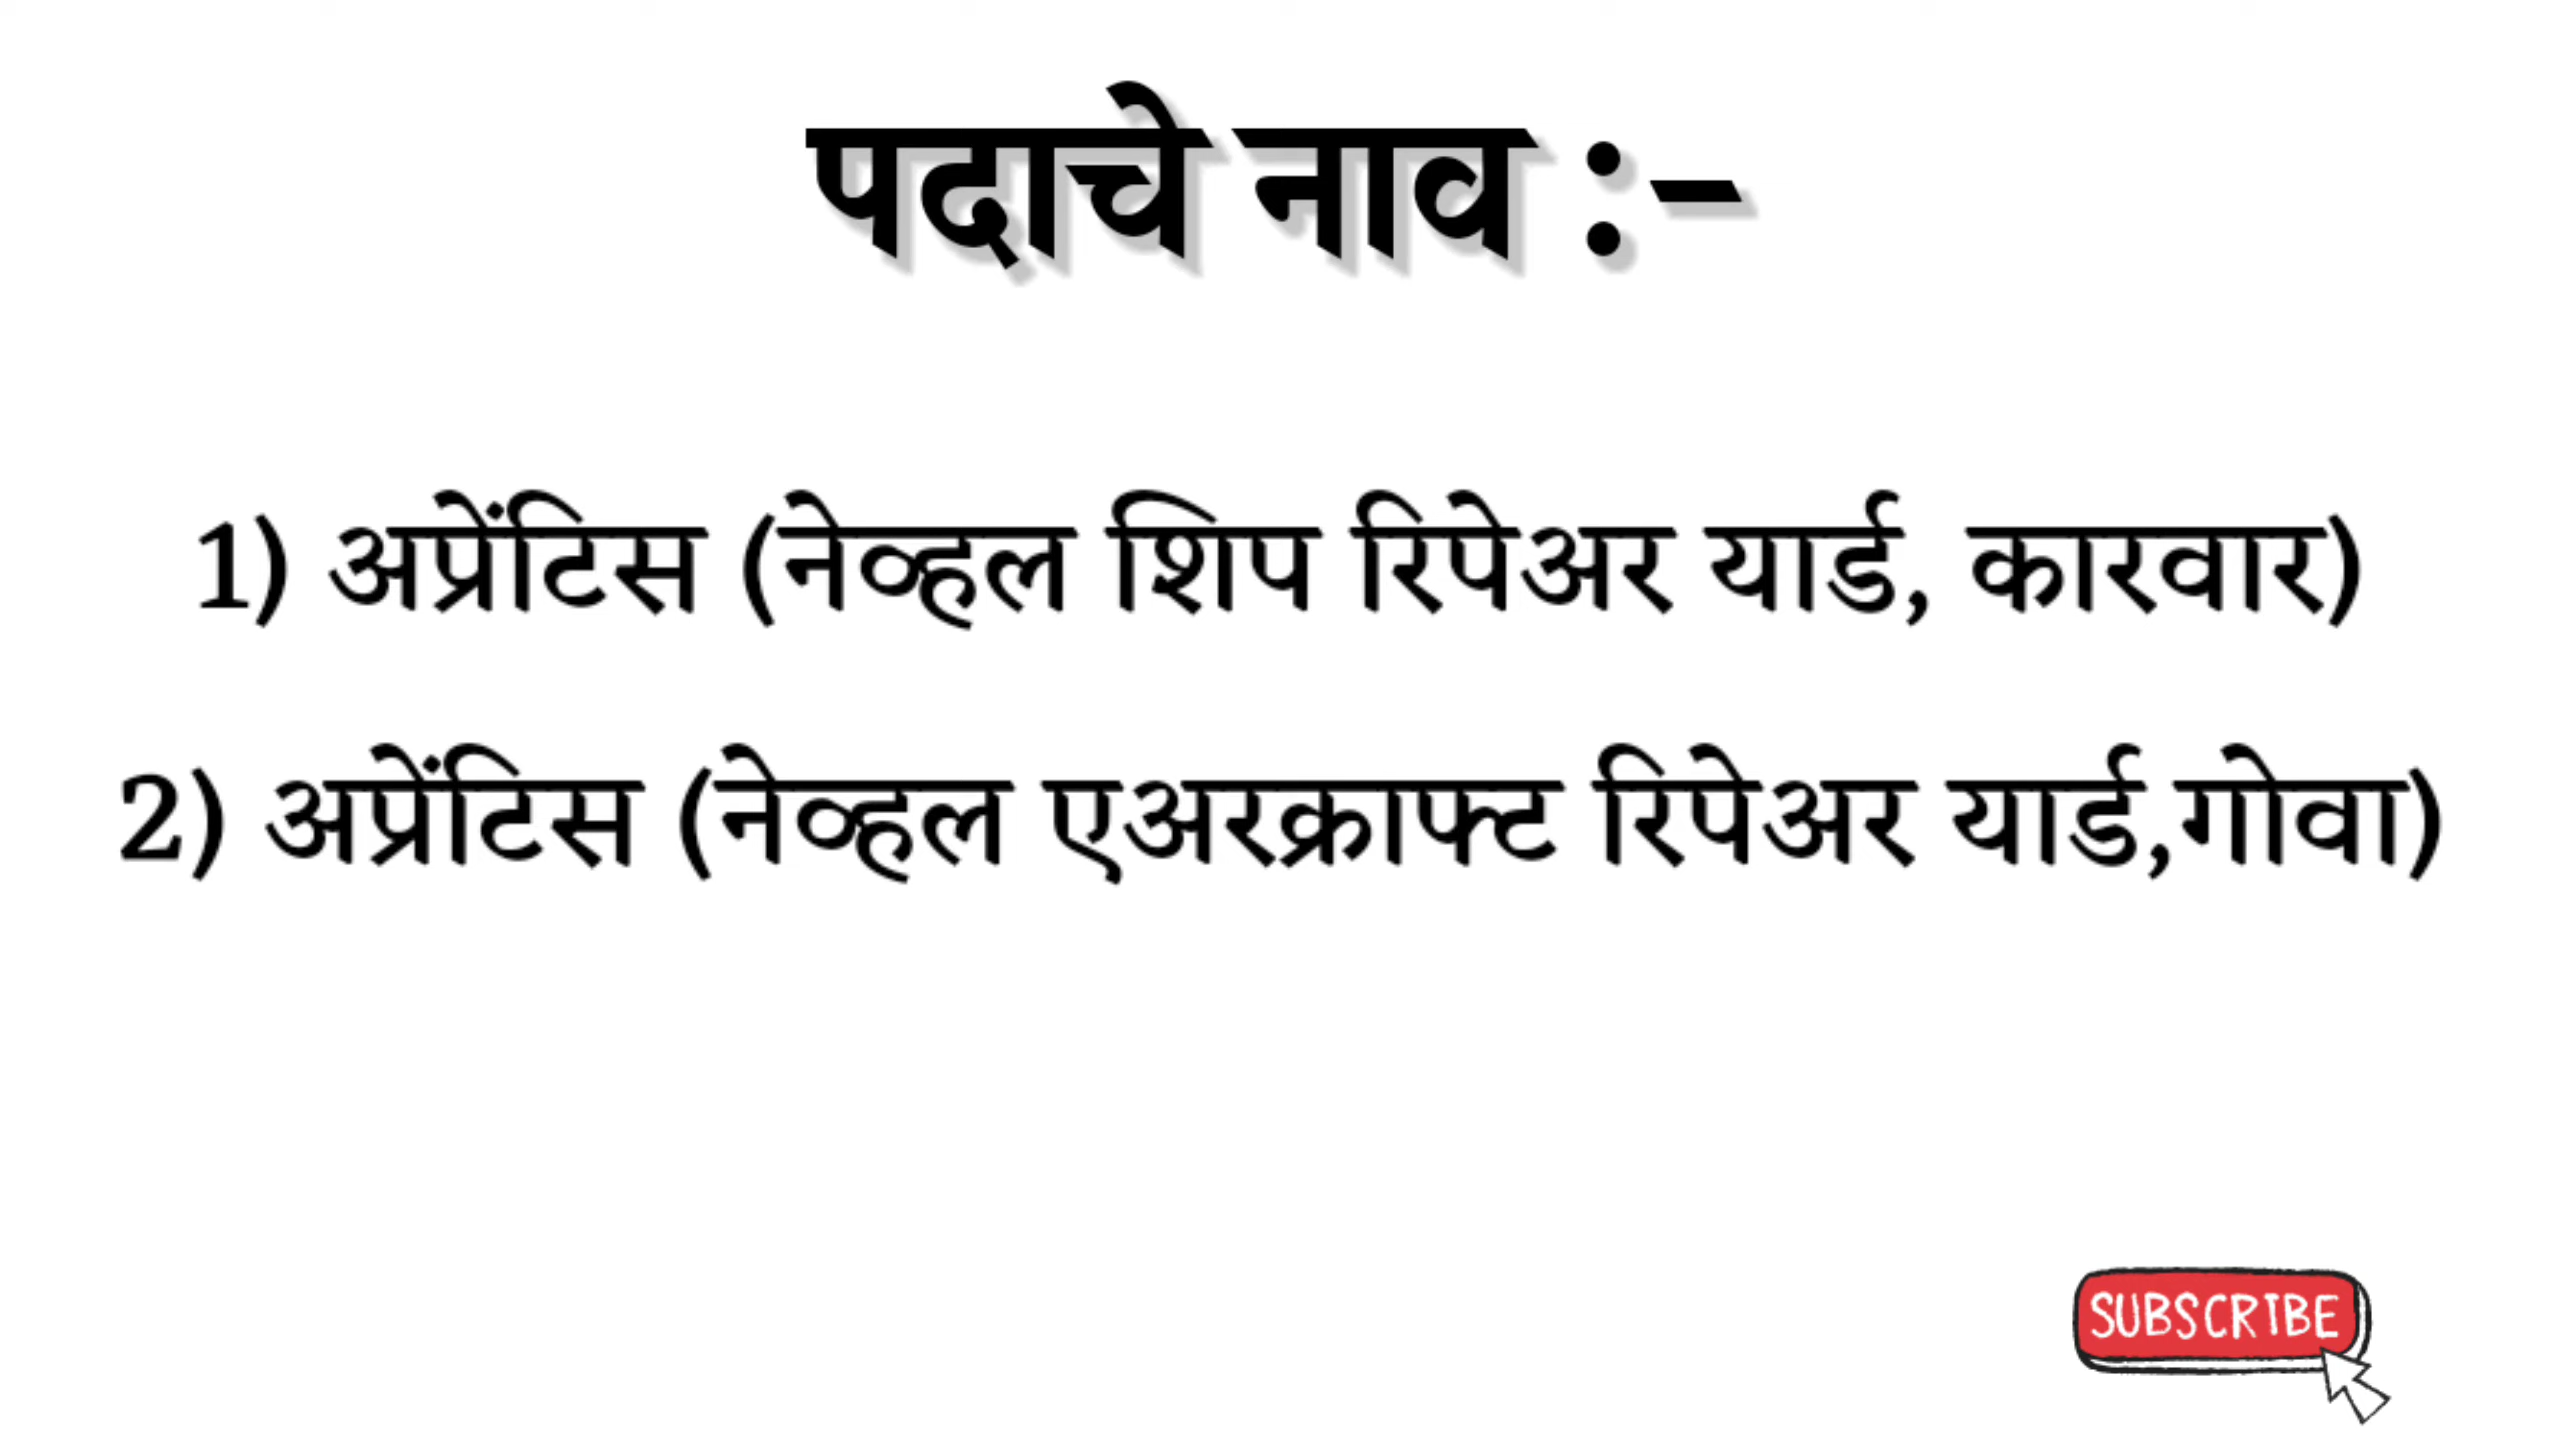 पदाचे नाव :-
1) अप्रेंटिस (नेव्हल शिप रिपेअर यार्ड, कारवार)
2) अप्रेंटिस (नेव्हल एअरक्राफ्ट रिपेअर यार्ड,गोवा)
SUBSCRIBE